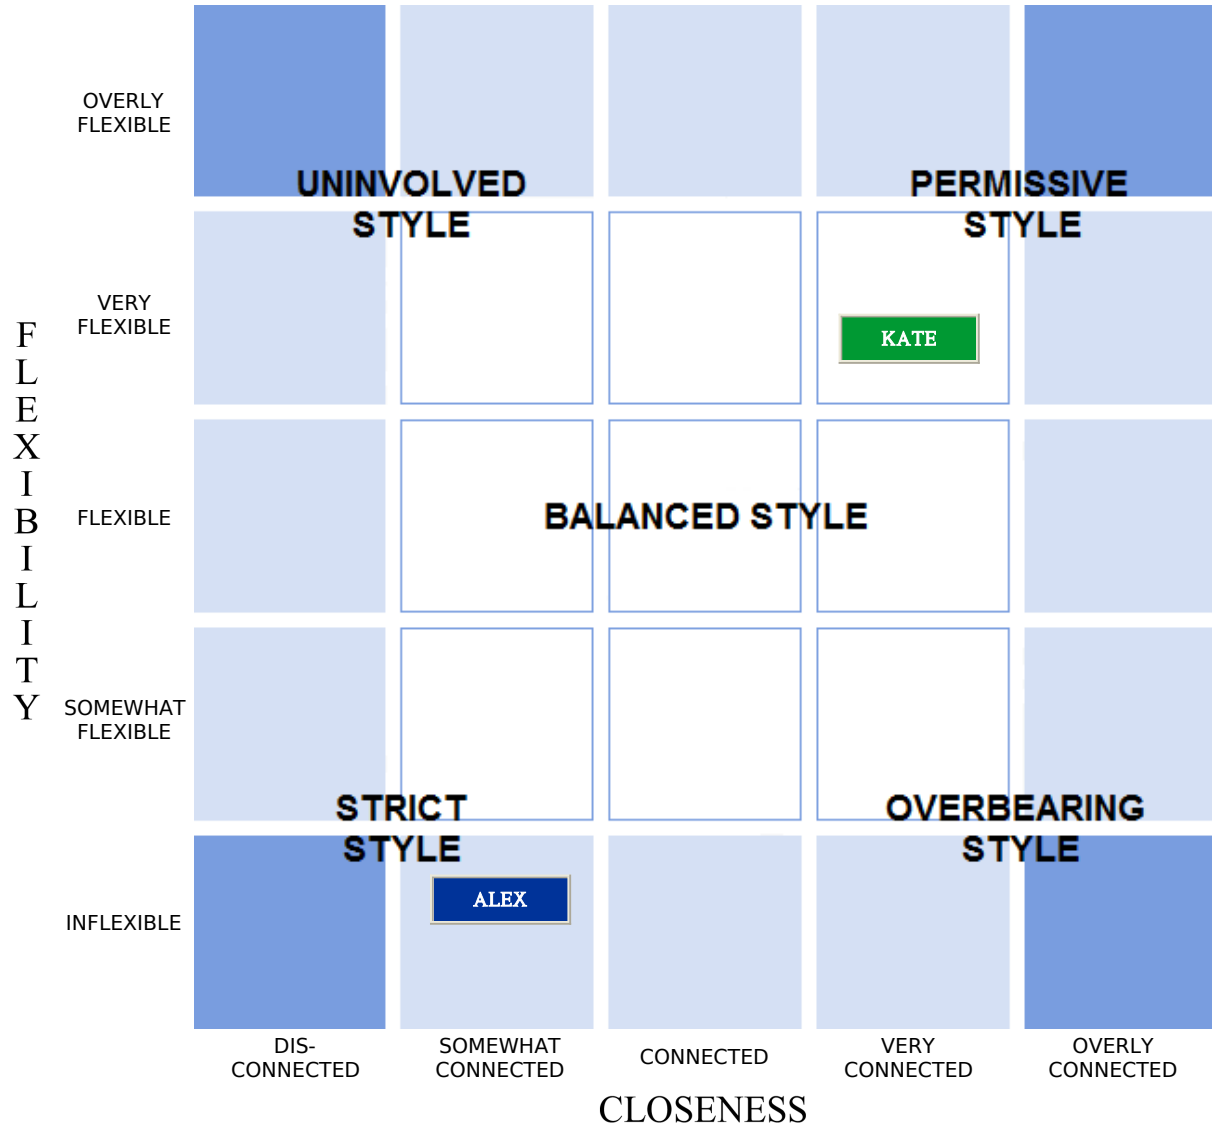 OVERLY
FLEXIBLE
UNINVOLVED
STYLE
PERMISSIVE
STYLE
VERY
FLEXIBLE
KATE
FLEXIBILITY
FLEXIBLE
BALANCED STYLE
SOMEWHAT
FLEXIBLE
STRICT
STYLE
OVERBEARING
STYLE
INFLEXIBLE
ALEX
DIS-
CONNECTED
SOMEWHAT
CONNECTED
CONNECTED
VERY
CONNECTED
OVERLY
CONNECTED
CLOSENESS